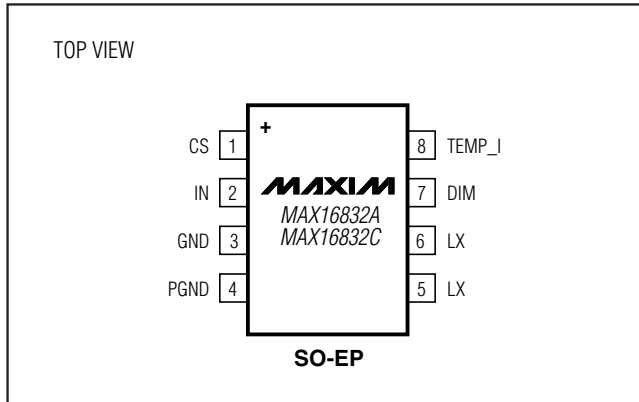 TOP VIEW
+
CS 1
8 TEMP_I
IN 2
MAXIM
7 DIM
MAX16832A
MAX16832C
GND 3
6 LX
PGND 4
5 LX
SO-EP